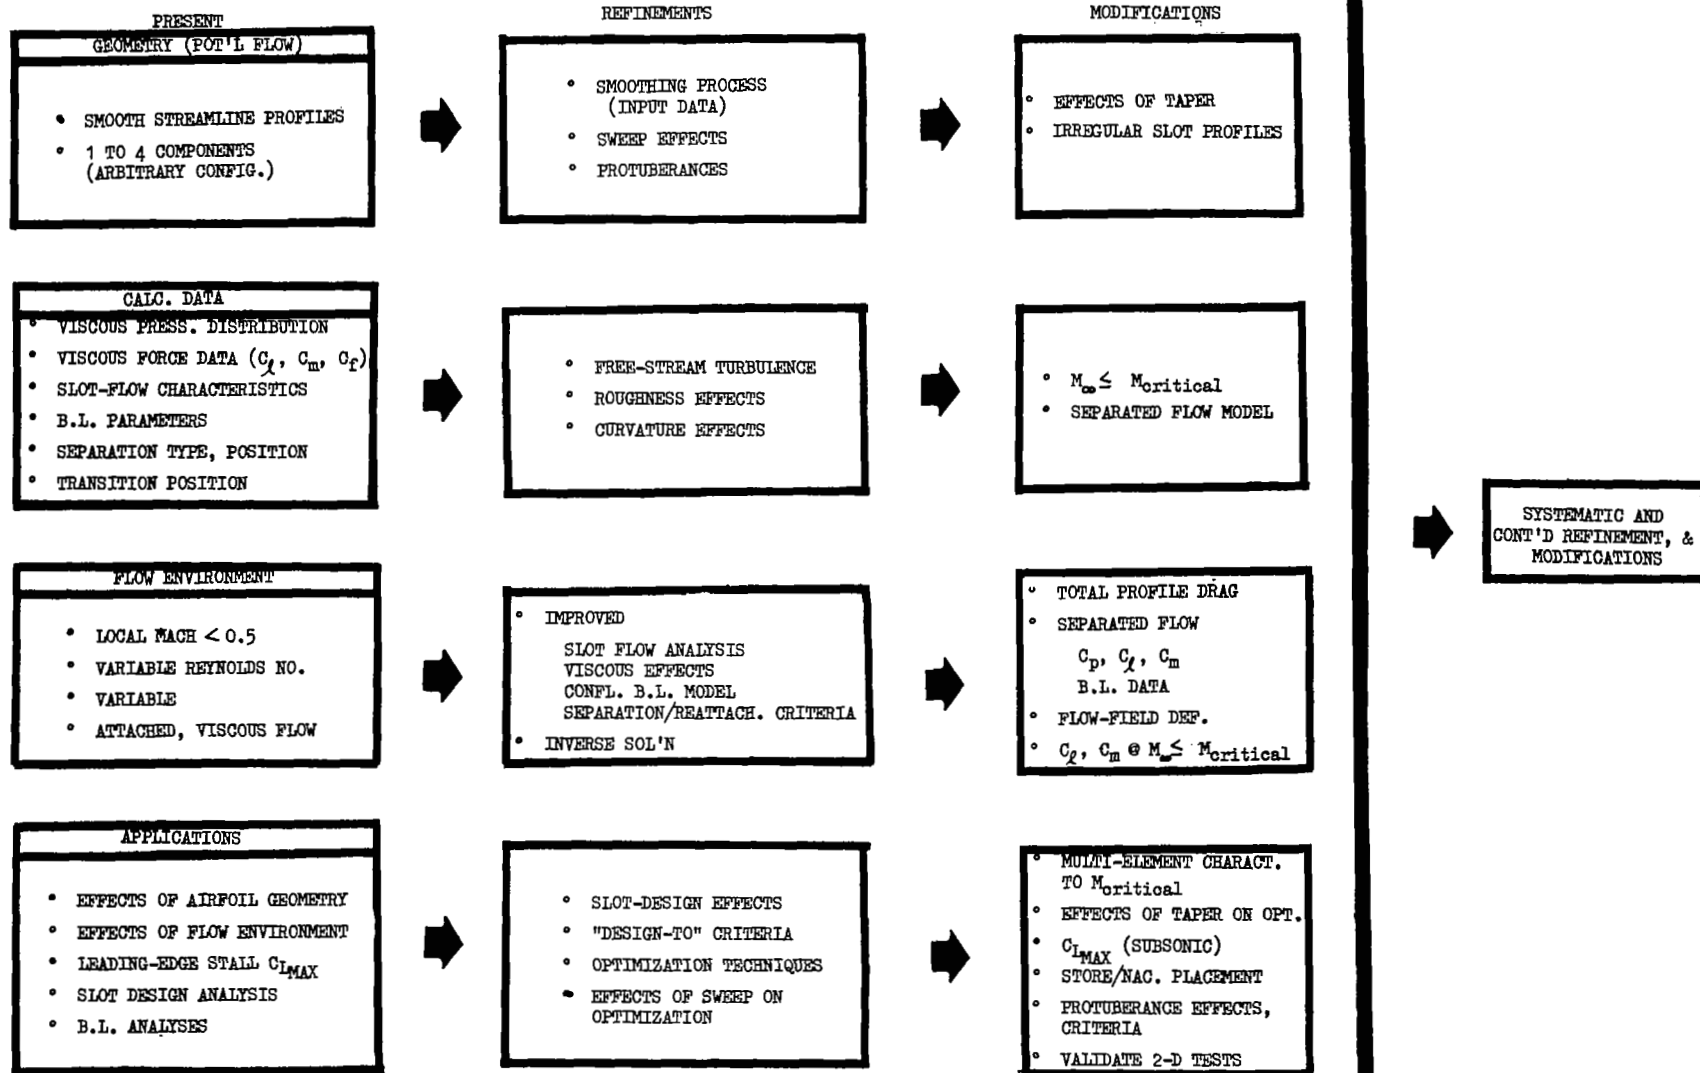 PRESENT
GEOMETRY (POT'L FLOW)
• SMOOTH STREAMLINE PROFILES
• 1 TO 4 COMPONENTS
(ARBITRARY CONFIG.)
REFINEMENTS
• SMOOTHING PROCESS
(INPUT DATA)
• SWEEP EFFECTS
• PROTUBERANCES
MODIFICATIONS
• EFFECTS OF TAPER
• IRREGULAR SLOT PROFILES
CALC. DATA
• VISCOUS PRESS. DISTRIBUTION
• VISCOUS FORCE DATA (Cℓ, Cm, Cf)
• SLOT-FLOW CHARACTERISTICS
• B.L. PARAMETERS
• SEPARATION TYPE, POSITION
• TRANSITION POSITION
• FREE-STREAM TURBULENCE
• ROUGHNESS EFFECTS
• CURVATURE EFFECTS
• M∞ ≤ Mcritical
• SEPARATED FLOW MODEL
FLOW ENVIRONMENT
• LOCAL MACH < 0.5
• VARIABLE REYNOLDS NO.
• VARIABLE
• ATTACHED, VISCOUS FLOW
• IMPROVED
SLOT FLOW ANALYSIS
VISCOUS EFFECTS
CONFL. B.L. MODEL
SEPARATION/REATTACH. CRITERIA
• INVERSE SOL'N
• TOTAL PROFILE DRAG
• SEPARATED FLOW
Cp, Cℓ, Cm
B.L. DATA
• FLOW-FIELD DEF.
• Cℓ, Cm @ M∞ ≤ Mcritical
APPLICATIONS
• EFFECTS OF AIRFOIL GEOMETRY
• EFFECTS OF FLOW ENVIRONMENT
• LEADING-EDGE STALL CLMAX
• SLOT DESIGN ANALYSIS
• B.L. ANALYSES
• SLOT-DESIGN EFFECTS
• "DESIGN-TO" CRITERIA
• OPTIMIZATION TECHNIQUES
• EFFECTS OF SWEEP ON
OPTIMIZATION
• MULTI-ELEMENT CHARACT.
TO Mcritical
• EFFECTS OF TAPER ON OPT.
• CLMAX (SUBSONIC)
• STORE/NAC. PLACEMENT
• PROTUBERANCE EFFECTS,
CRITERIA
• VALIDATE 2-D TESTS
SYSTEMATIC AND
CONT'D REFINEMENT, &
MODIFICATIONS